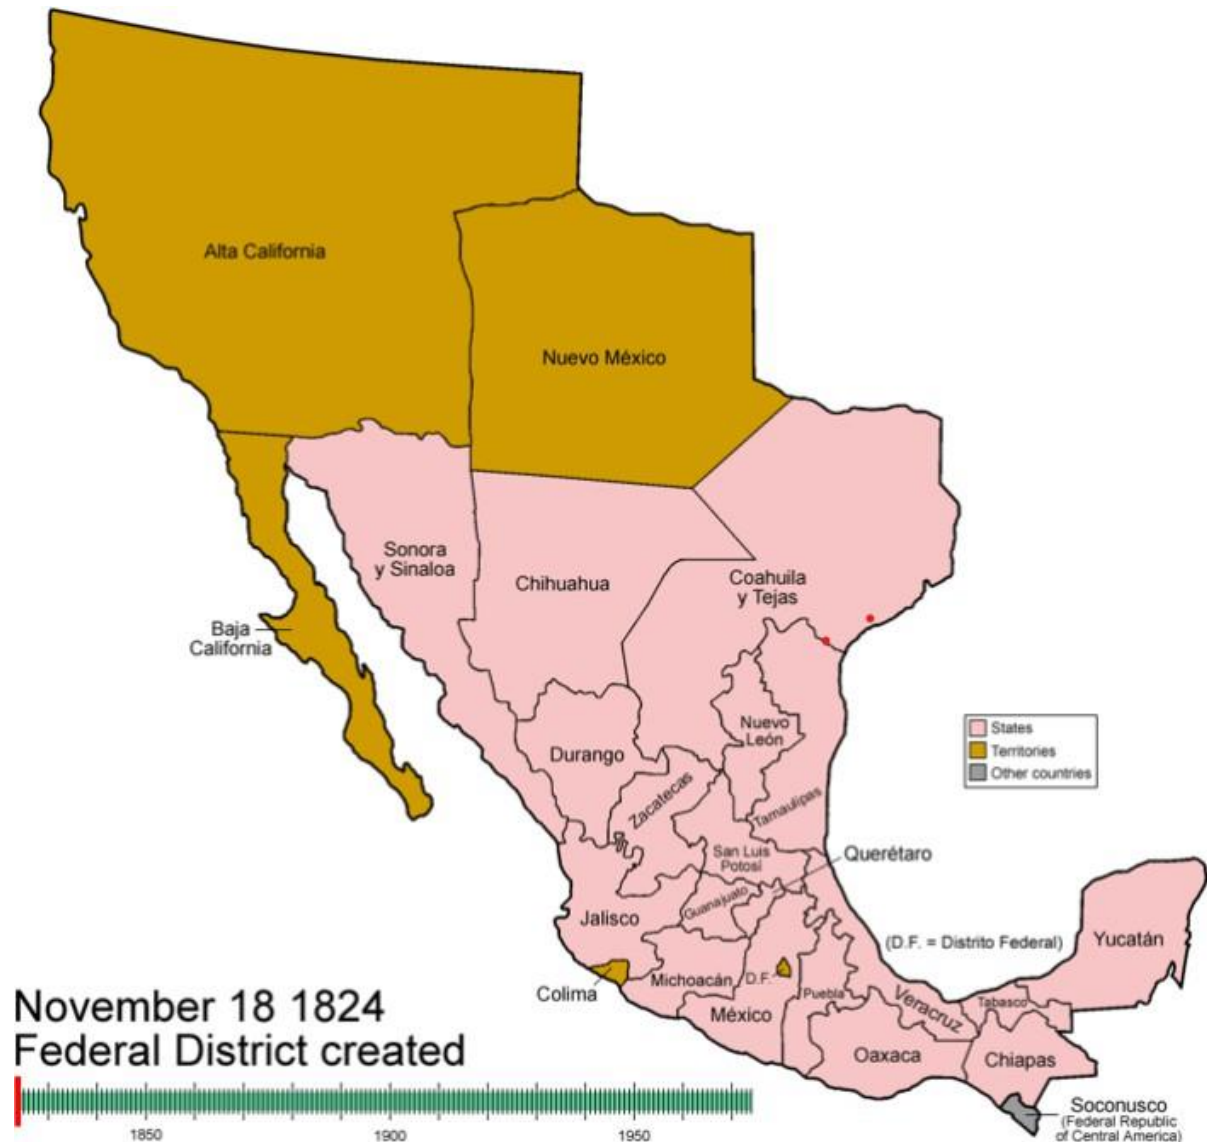 Alta California
Nuevo México
Sonora
y Sinaloa
Chihuahua
Coahuila
y Tejas
Baja
California
Nuevo
León
Durango
States
Territories
Other countries
Zacatecas
Tamaulipas
San Luis
Potosí
Querétaro
Guanajuato
Jalisco
(D.F. = Distrito Federal)
Yucatán
Colima
Michoacán
D.F.
Puebla
México
Veracruz
Tabasco
Oaxaca
Chiapas
November 18 1824
Federal District created
Soconusco
(Federal Republic
of Central America)
1850
1900
1950